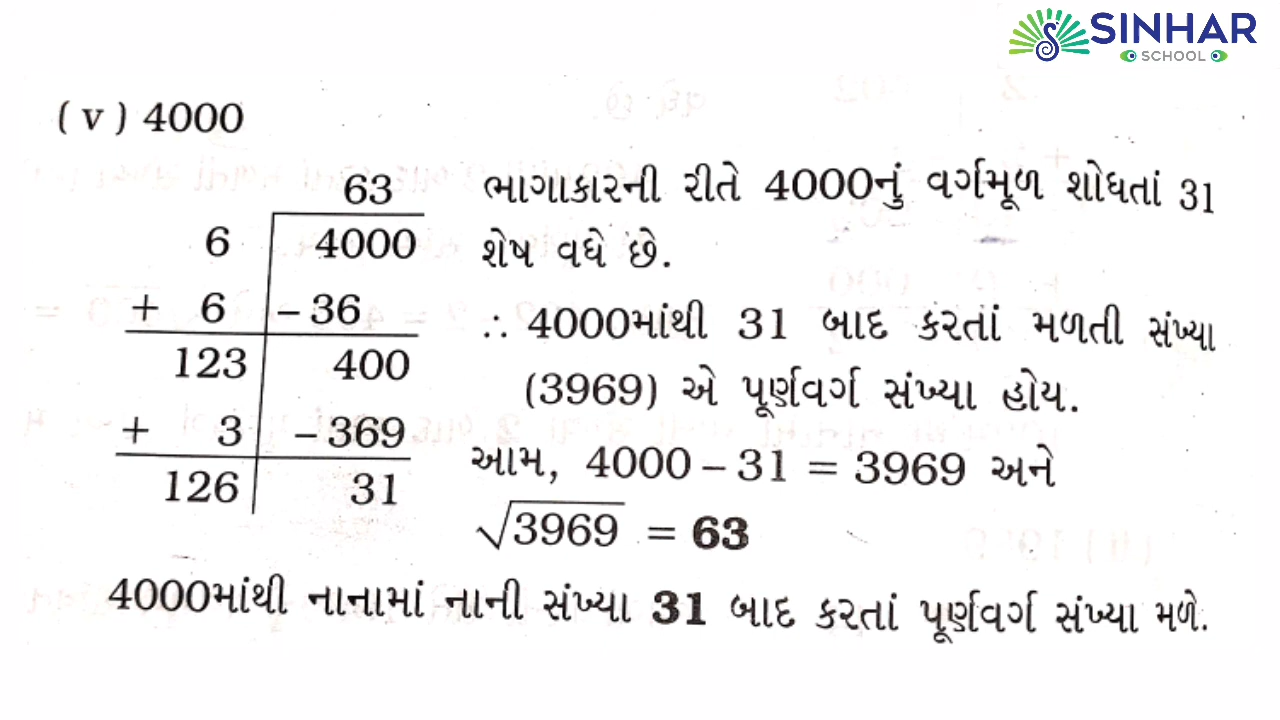 SINHAR
SCHOOL
( v ) 4000
63
6 4000
+ 6 – 36
123 400
+ 3 – 369
126 31
ભાગાકારની રીતે 4000નું વર્ગમૂળ શોધતાં 31
શેષ વધે છે.
∴ 4000માંથી 31 બાદ કરતાં મળતી સંખ્યા
(3969) એ પૂર્ણવર્ગ સંખ્યા હોય.
આમ, 4000 – 31 = 3969 અને
√3969 = 63
4000માંથી નાનામાં નાની સંખ્યા 31 બાદ કરતાં પૂર્ણવર્ગ સંખ્યા મળે.